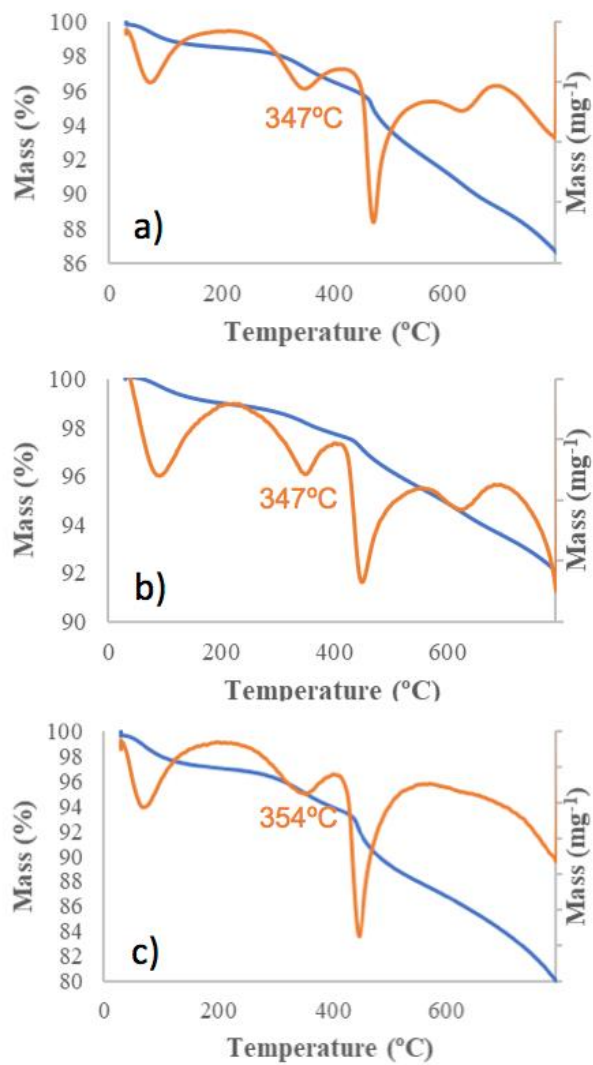 100
98
96
94
92
90
88
86
Mass (%)
347ºC
a)
Mass (mg⁻¹)
0 200 400 600
Temperature (ºC)
100
98
96
94
92
90
Mass (%)
347ºC
b)
Mass (mg⁻¹)
0 200 400 600
Temperature (ºC)
100
98
96
94
92
90
88
86
84
82
80
Mass (%)
354ºC
c)
Mass (mg⁻¹)
0 200 400 600
Temperature (ºC)